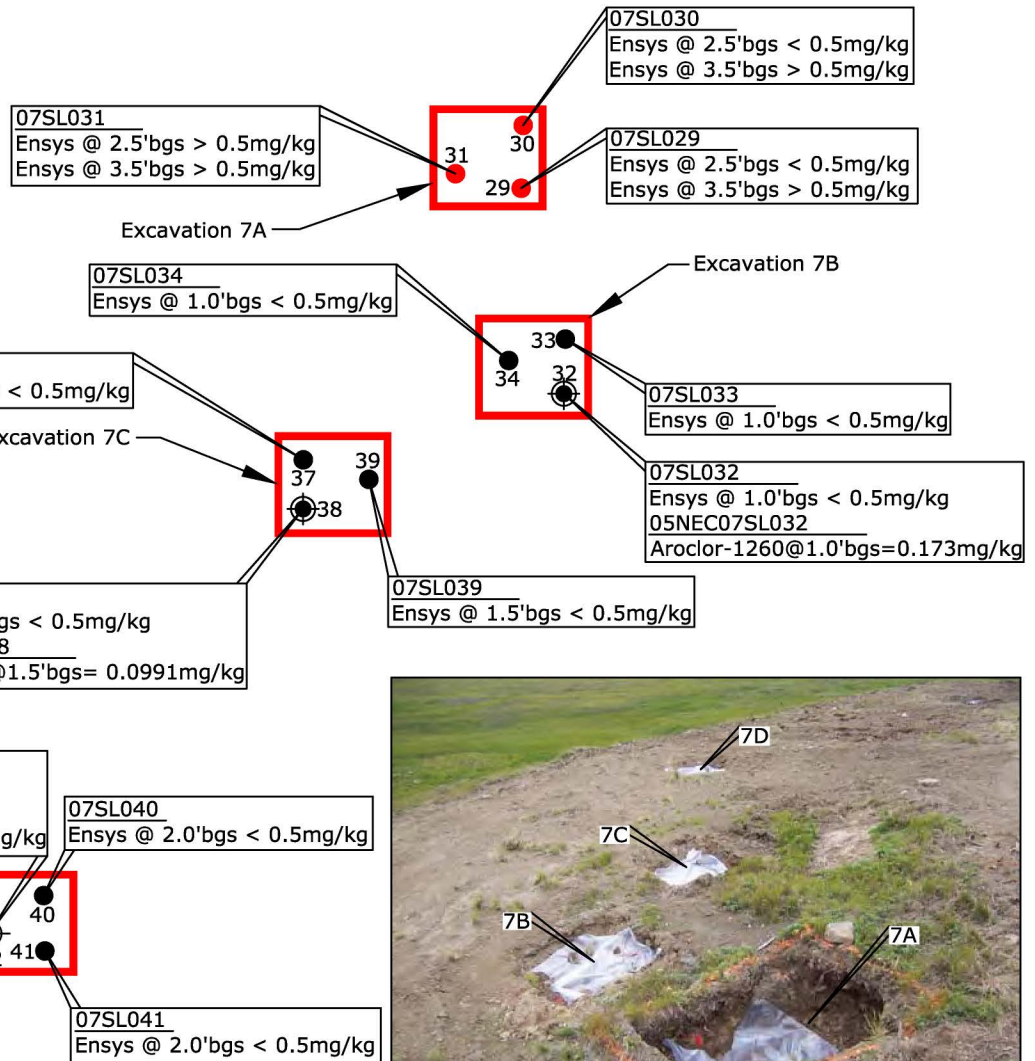 07SL030
Ensys @ 2.5'bgs < 0.5mg/kg
Ensys @ 3.5'bgs > 0.5mg/kg
07SL031
Ensys @ 2.5'bgs > 0.5mg/kg
Ensys @ 3.5'bgs > 0.5mg/kg
31
30
29
07SL029
Ensys @ 2.5'bgs < 0.5mg/kg
Ensys @ 3.5'bgs > 0.5mg/kg
Excavation 7A
07SL034
Ensys @ 1.0'bgs < 0.5mg/kg
Excavation 7B
33
34
32
07SL033
Ensys @ 1.0'bgs < 0.5mg/kg
07SL032
Ensys @ 1.0'bgs < 0.5mg/kg
05NEC07SL032
Aroclor-1260@1.0'bgs=0.173mg/kg
< 0.5mg/kg
xcavation 7C
37
39
38
07SL039
Ensys @ 1.5'bgs < 0.5mg/kg
gs < 0.5mg/kg
8
@1.5'bgs= 0.0991mg/kg
g/kg
07SL040
Ensys @ 2.0'bgs < 0.5mg/kg
40
41
07SL041
Ensys @ 2.0'bgs < 0.5mg/kg
7D
7C
7B
7A